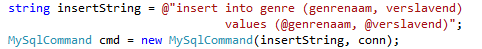 string insertString = @"insert into genre (genrenaam, verslavend)
values (@genrenaam, @verslavend)";
MySqlCommand cmd = new MySqlCommand(insertString, conn);